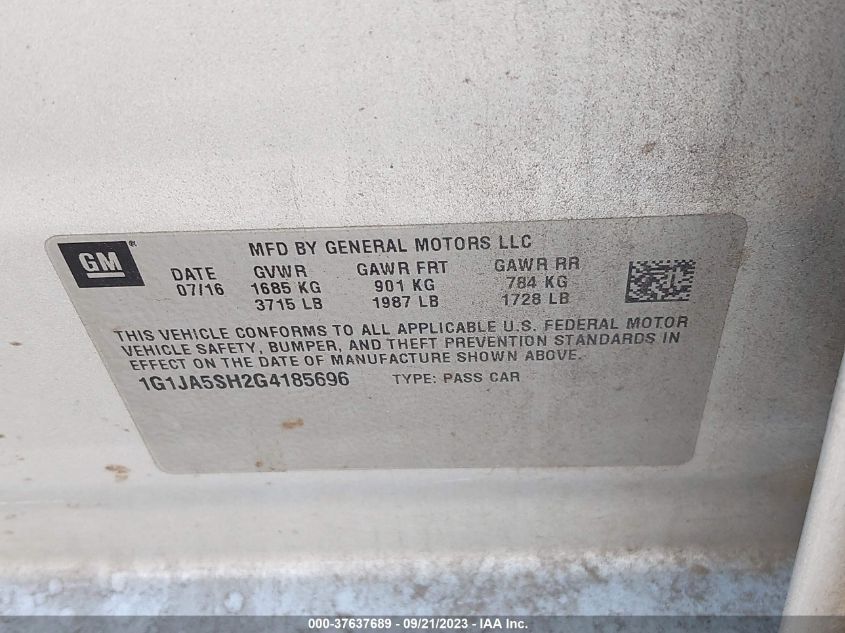 GM ® MFD BY GENERAL MOTORS LLC
DATE GVWR GAWR FRT GAWR RR
07/16 1685 KG 901 KG 784 KG
3715 LB 1987 LB 1728 LB
THIS VEHICLE CONFORMS TO ALL APPLICABLE U.S. FEDERAL MOTOR
VEHICLE SAFETY, BUMPER, AND THEFT PREVENTION STANDARDS IN
EFFECT ON THE DATE OF MANUFACTURE SHOWN ABOVE.
1G1JA5SH2G4185696 TYPE: PASS CAR
000-37637689 - 09/21/2023 - IAA Inc.